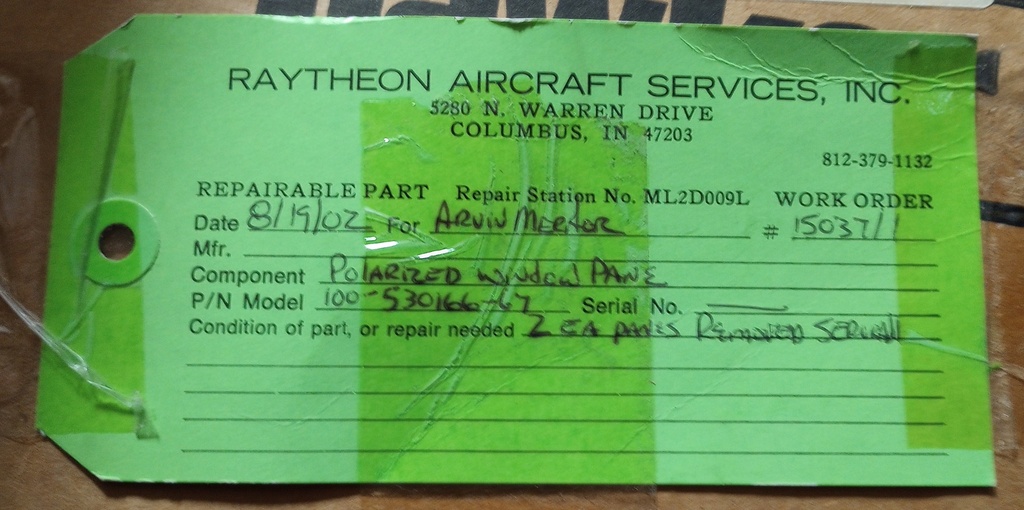 RAYTHEON AIRCRAFT SERVICES, INC.
5280 N. WARREN DRIVE
COLUMBUS, IN 47203
812-379-1132
REPAIRABLE PART Repair Station No. ML2D009L WORK ORDER
Date 8/19/02 For ARVIN MERITOR # 15037/1
Mfr.
Component POLARIZED WINDOW PANE
P/N Model 100-530166-67 Serial No. —
Condition of part, or repair needed 2 EA PANES REMOVED